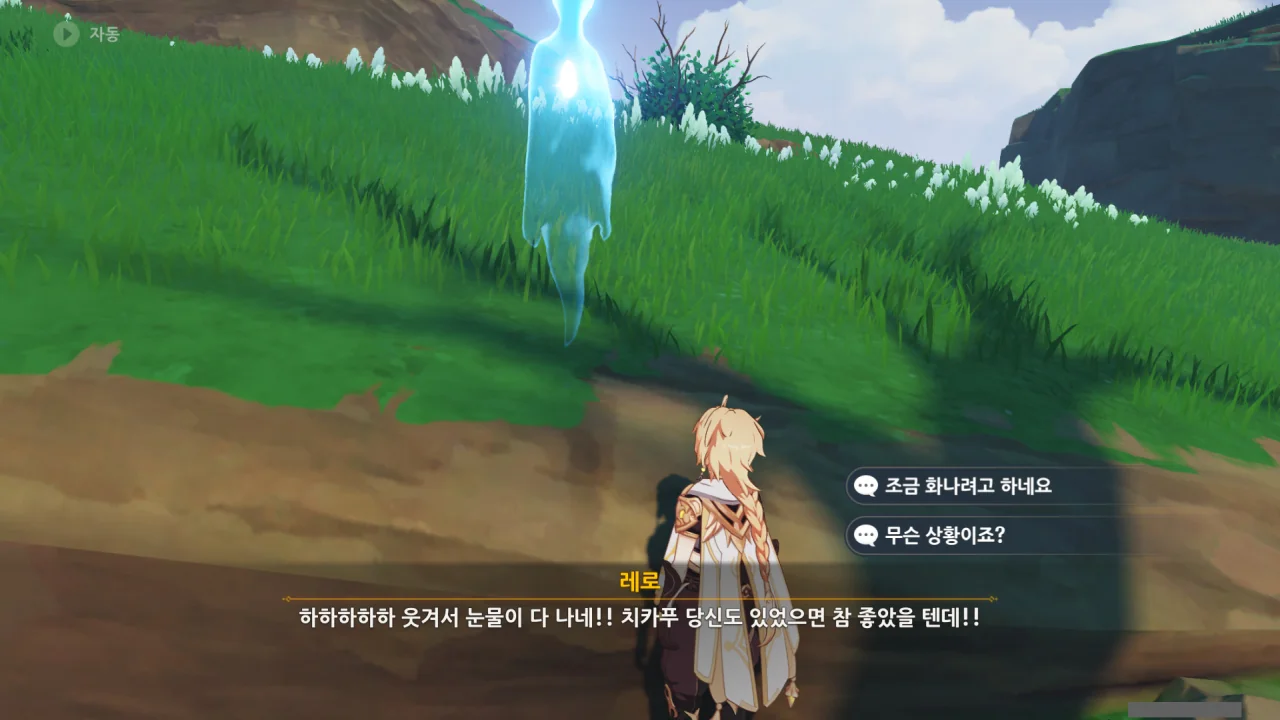 자동
조금 화나려고 하네요
무슨 상황이죠?
레로
하하하하하 웃겨서 눈물이 다 나네!! 치카푸 당신도 있었으면 참 좋았을 텐데!!